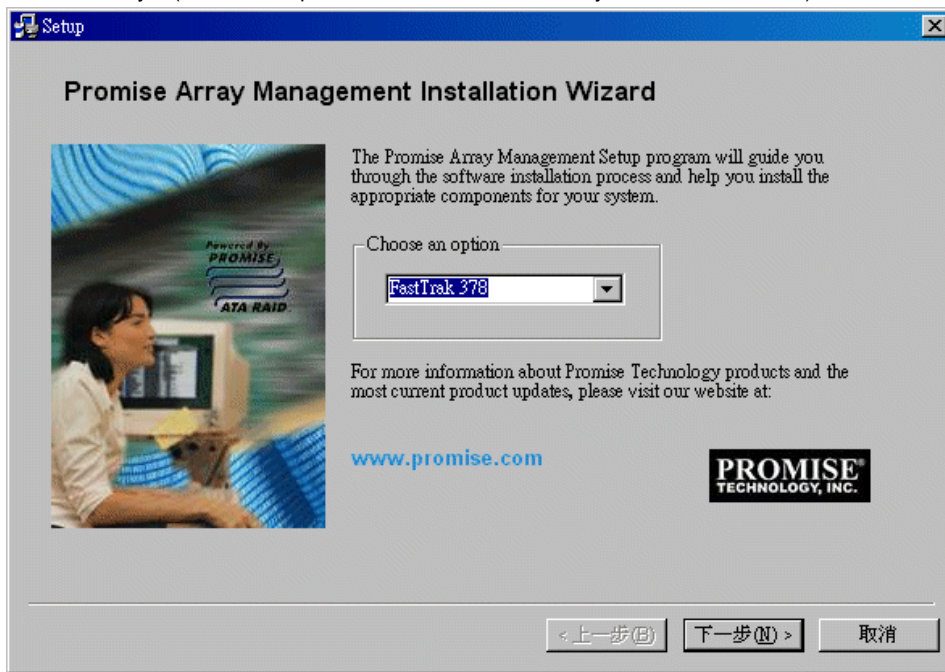 Setup
Promise Array Management Installation Wizard
Powered By
PROMISE
ATA RAID
The Promise Array Management Setup program will guide you
through the software installation process and help you install the
appropriate components for your system.
Choose an option
FastTrak 378
For more information about Promise Technology products and the
most current product updates, please visit our website at:
www.promise.com
PROMISE®
TECHNOLOGY, INC.
<上一步(B)
下一步(N) >
取消